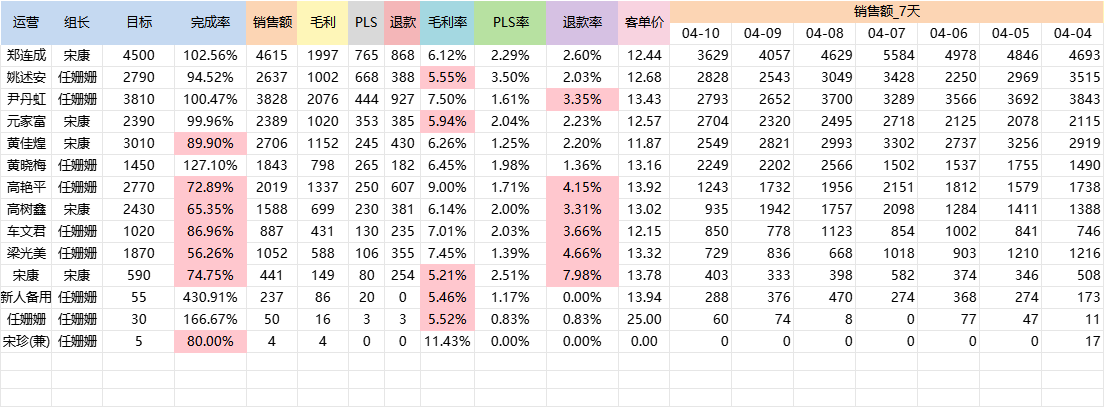 运营 组长 目标 完成率 销售额 毛利 PLS 退款 毛利率 PLS率 退款率 客单价 销售额_7天
04-10 04-09 04-08 04-07 04-06 04-05 04-04
郑连成 宋康 4500 102.56% 4615 1997 765 868 6.12% 2.29% 2.60% 12.44 3629 4057 4629 5584 4978 4846 4693
姚述安 任姗姗 2790 94.52% 2637 1002 668 388 5.55% 3.50% 2.03% 12.68 2828 2543 3049 3428 2250 2969 3515
尹丹虹 任姗姗 3810 100.47% 3828 2076 444 927 7.50% 1.61% 3.35% 13.43 2793 2652 3700 3289 3566 3692 3843
元家富 宋康 2390 99.96% 2389 1020 353 385 5.94% 2.04% 2.23% 12.57 2704 2320 2495 2718 2125 2078 2115
黄佳煌 宋康 3010 89.90% 2706 1152 245 430 6.26% 1.25% 2.20% 11.87 2549 2821 2993 3302 2737 3256 2919
黄晓梅 任姗姗 1450 127.10% 1843 798 265 182 6.45% 1.98% 1.36% 13.16 2249 2202 2566 1502 1537 1755 1490
高艳平 任姗姗 2770 72.89% 2019 1337 250 607 9.00% 1.71% 4.15% 13.92 1243 1732 1956 2151 1812 1579 1738
高树鑫 宋康 2430 65.35% 1588 699 230 381 6.14% 2.00% 3.31% 13.02 935 1942 1757 2098 1284 1411 1388
车文君 任姗姗 1020 86.96% 887 431 130 235 7.01% 2.03% 3.66% 12.15 850 778 1123 854 1002 841 746
梁光美 任姗姗 1870 56.26% 1052 588 106 355 7.45% 1.39% 4.66% 13.32 729 836 668 1018 903 1210 1216
宋康 宋康 590 74.75% 441 149 80 254 5.21% 2.51% 7.98% 13.78 403 333 398 582 374 346 508
新人备用 任姗姗 55 430.91% 237 86 20 0 5.46% 1.17% 0.00% 13.94 288 376 470 274 368 274 173
任姗姗 任姗姗 30 166.67% 50 16 3 3 5.52% 0.83% 0.83% 25.00 60 74 8 0 77 47 11
宋珍(兼) 任姗姗 5 80.00% 4 4 0 0 11.43% 0.00% 0.00% 0.00 0 0 0 0 0 0 17